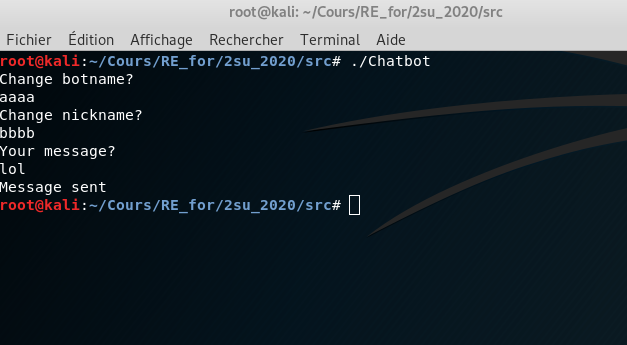 root@kali: ~/Cours/RE_for/2su_2020/src
Fichier Édition Affichage Rechercher Terminal Aide
root@kali:~/Cours/RE_for/2su_2020/src# ./Chatbot
Change botname?
aaaa
Change nickname?
bbbb
Your message?
lol
Message sent
root@kali:~/Cours/RE_for/2su_2020/src#